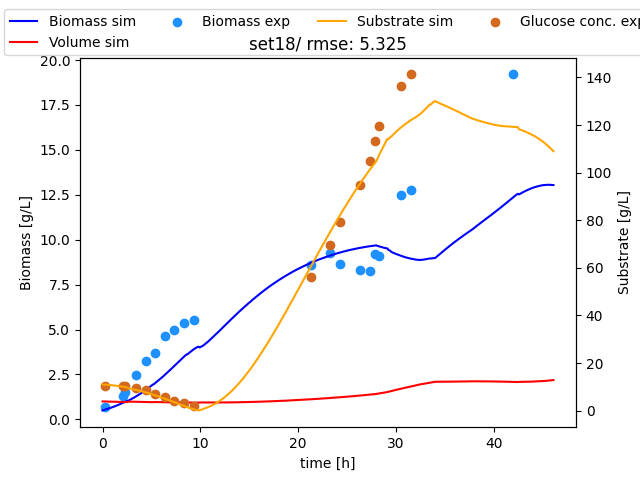 Biomass sim Biomass exp Substrate sim Glucose conc. exp
Volume sim
set18/ rmse: 5.325
20.0
17.5
15.0
12.5
10.0
7.5
5.0
2.5
0.0
Biomass [g/L]
140
120
100
80
60
40
20
0
Substrate [g/L]
0 10 20 30 40
time [h]